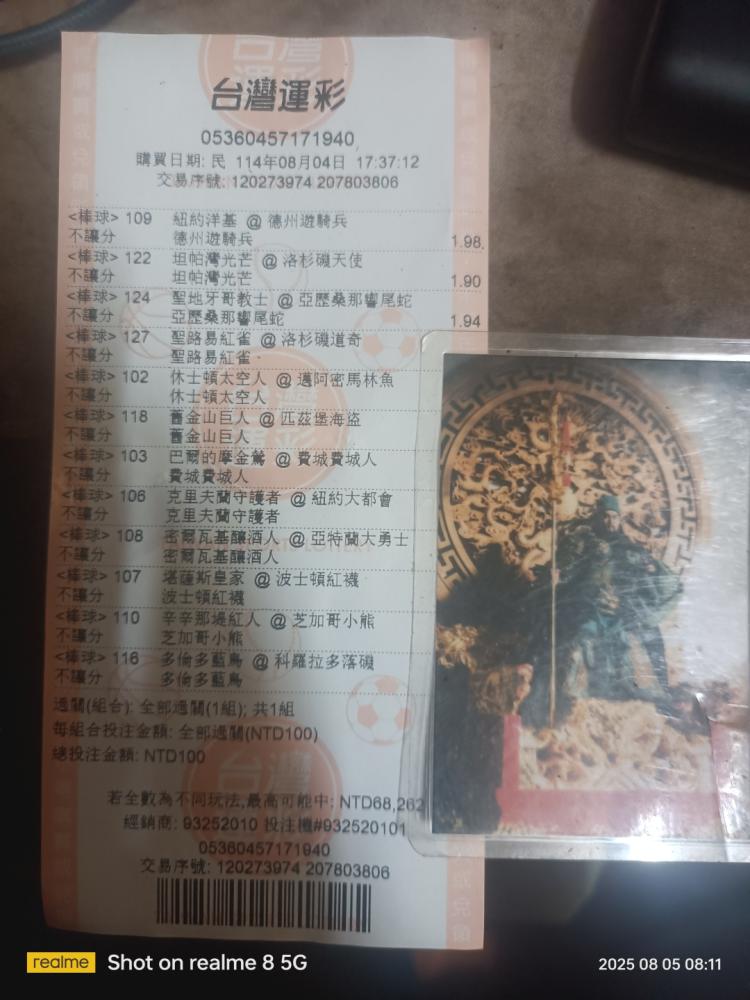 台灣運彩
05360457171940
購買日期: 民 114年08月04日 17:37:12
交易序號: 120273974 207803806
<棒球> 109 紐約洋基 @ 德州遊騎兵
不讓分 德州遊騎兵 1.98
<棒球> 122 坦帕灣光芒 @ 洛杉磯天使
不讓分 坦帕灣光芒 1.90
<棒球> 124 聖地牙哥教士 @ 亞歷桑那響尾蛇
不讓分 亞歷桑那響尾蛇 1.94
<棒球> 127 聖路易紅雀 @ 洛杉磯道奇
不讓分 聖路易紅雀
<棒球> 102 休士頓太空人 @ 邁阿密馬林魚
不讓分 休士頓太空人
<棒球> 118 舊金山巨人 @ 匹茲堡海盜
不讓分 舊金山巨人
<棒球> 103 巴爾的摩金鶯 @ 費城費城人
不讓分 費城費城人
<棒球> 106 克里夫蘭守護者 @ 紐約大都會
不讓分 克里夫蘭守護者
<棒球> 108 密爾瓦基釀酒人 @ 亞特蘭大勇士
不讓分 密爾瓦基釀酒人
<棒球> 107 堪薩斯皇家 @ 波士頓紅襪
不讓分 波士頓紅襪
<棒球> 110 辛辛那堤紅人 @ 芝加哥小熊
不讓分 芝加哥小熊
<棒球> 116 多倫多藍鳥 @ 科羅拉多落磯
不讓分 多倫多藍鳥
過關(組合): 全部過關(1組); 共1組
每組合投注金額: 全部過關(NTD100)
總投注金額: NTD100
若全數為不同玩法,最高可能中: NTD68,262
經銷商: 93252010 投注機#932520101
05360457171940
交易序號: 120273974 207803806
realme Shot on realme 8 5G
2025 08 05 08:11